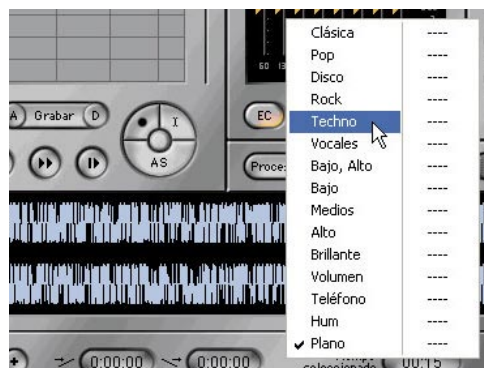 Clásica ----
Pop ----
Disco ----
Rock ----
Techno ----
Vocales ----
Bajo, Alto ----
Bajo ----
Medios ----
Alto ----
Brillante ----
Volumen ----
Teléfono ----
Hum ----
Plano ----
60
A Grabar D
EC
I
AS
Proce
0:00:00 0:00:00
00:15